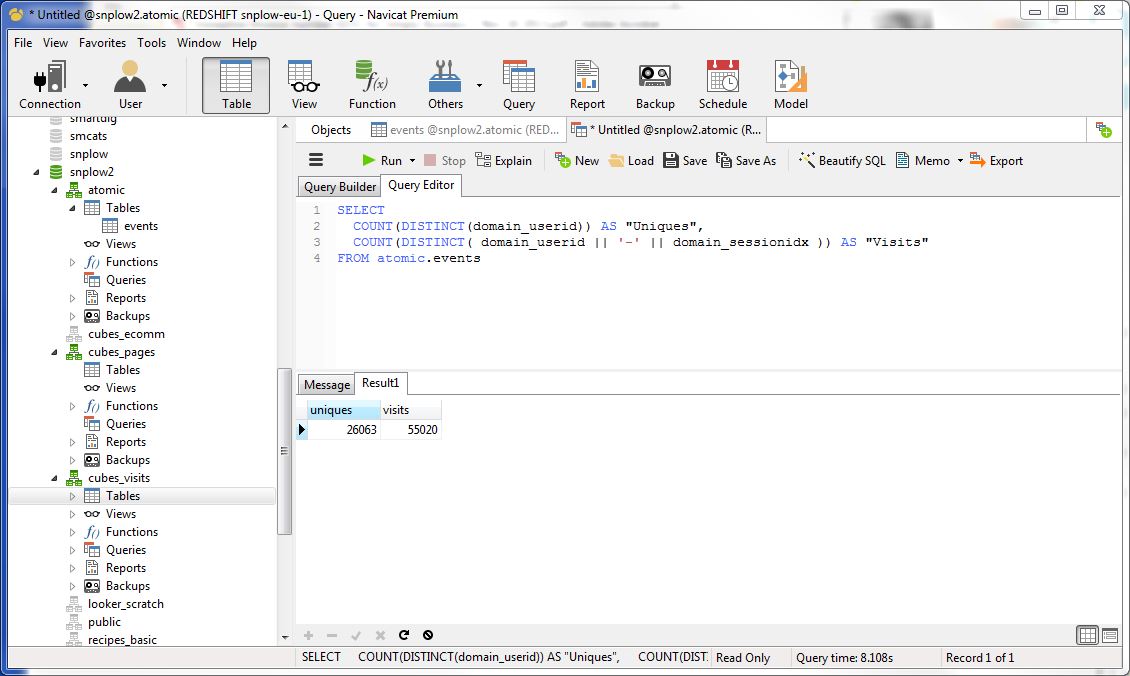 * Untitled @snplow2.atomic (REDSHIFT snplow-eu-1) - Query - Navicat Premium
File View Favorites Tools Window Help
Connection User Table View Function Others Query Report Backup Schedule Model
smartdig
smcats
snplow
snplow2
atomic
Tables
events
Views
Functions
Queries
Reports
Backups
cubes_ecomm
cubes_pages
Tables
Views
Functions
Queries
Reports
Backups
cubes_visits
Tables
Views
Functions
Queries
Reports
Backups
looker_scratch
public
recipes_basic
Objects events @snplow2.atomic (RED... * Untitled @snplow2.atomic (R...
Run Stop Explain New Load Save Save As Beautify SQL Memo Export
Query Builder Query Editor
1 SELECT
2 COUNT(DISTINCT(domain_userid)) AS "Uniques",
3 COUNT(DISTINCT( domain_userid || '-' || domain_sessionidx )) AS "Visits"
4 FROM atomic.events
Message Result1
uniques visits
26063 55020
SELECT COUNT(DISTINCT(domain_userid)) AS "Uniques", COUNT(DIST. Read Only Query time: 8.108s Record 1 of 1